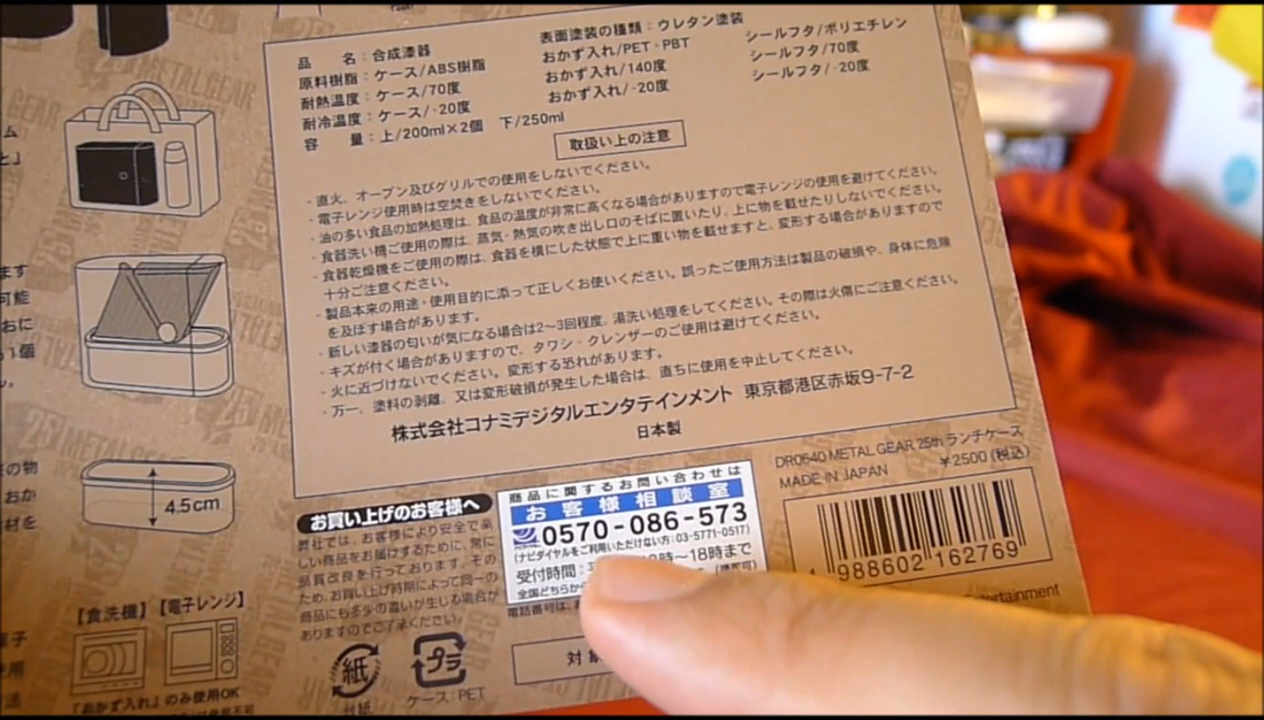 品　名：合成漆器
原料樹脂：ケース/ABS樹脂
耐熱温度：ケース/70度
耐冷温度：ケース/-20度
容　量：上/200ml×2個　下/250ml
表面塗装の種類：ウレタン塗装
おかず入れ/PET・PBT
おかず入れ/140度
おかず入れ/-20度
シールフタ/ポリエチレン
シールフタ/70度
シールフタ/-20度
取扱い上の注意
・直火、オーブン及びグリルでの使用をしないでください。
・電子レンジ使用時は空焚きをしないでください。
・油の多い食品の加熱処理は、食品の温度が非常に高くなる場合がありますので電子レンジの使用を避けてください。
・食器洗い機ご使用の際は、蒸気・熱気の吹き出し口のそばに置いたり、上に物を載せたりしないでください。
・食器乾燥機をご使用の際は、食器を横にした状態で上に重い物を載せますと、変形する場合がありますので
十分ご注意ください。
・製品本来の用途・使用目的に添って正しくお使いください。誤ったご使用方法は製品の破損や、身体に危険
を及ぼす場合があります。
・新しい漆器の匂いが気になる場合は2〜3回程度、湯洗い処理をしてください。その際は火傷にご注意ください。
・キズが付く場合がありますので、タワシ・クレンザーのご使用は避けてください。
・火に近づけないでください。変形する恐れがあります。
・万一、塗料の剥離、又は変形破損が発生した場合は、直ちに使用を中止してください。
株式会社コナミデジタルエンタテインメント　東京都港区赤坂9-7-2
日本製
4.5cm
お買い上げのお客様へ
弊社では、お客様により安全で楽
しい商品をお届けするために、常に
品質改良を行っております。その
ため、お買い上げ時期によって同一の
商品にも多少の違いが生じる場合が
ありますのでご了承ください。
商品に関するお問い合わせは
お客様相談室
0570-086-573
(ナビダイヤルをご利用いただけない方：03-5771-0517)
受付時間：
時〜18時まで
全国どちらから
電話番号は、お
DR0640 METAL GEAR 25th ランチケース
MADE IN JAPAN　¥2500(税込)
4 988602 162769
tertainment
【食洗機】【電子レンジ】
「おかず入れ」のみ使用OK
紙
台紙
プラ
ケース：PET
対
ます
可能
おに
1個
の物
おか
材を
METAL GEAR